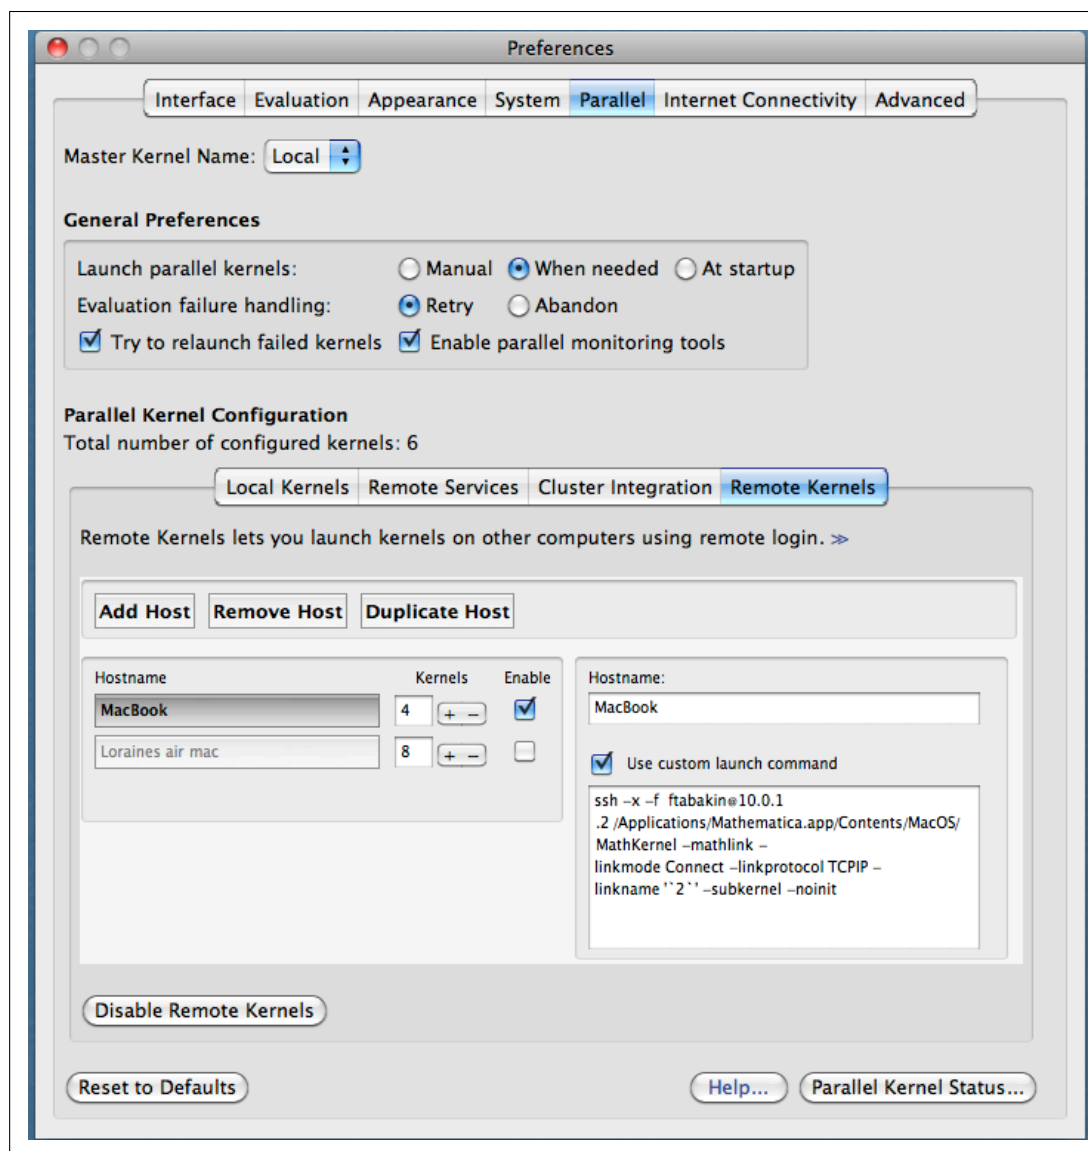 Preferences
Interface Evaluation Appearance System Parallel Internet Connectivity Advanced
Master Kernel Name: Local
General Preferences
Launch parallel kernels: Manual When needed At startup
Evaluation failure handling: Retry Abandon
Try to relaunch failed kernels Enable parallel monitoring tools
Parallel Kernel Configuration
Total number of configured kernels: 6
Local Kernels Remote Services Cluster Integration Remote Kernels
Remote Kernels lets you launch kernels on other computers using remote login. ≫
Add Host Remove Host Duplicate Host
Hostname Kernels Enable
MacBook 4 + −
Loraines air mac 8 + −
Hostname:
MacBook
Use custom launch command
ssh –x –f ftabakin@10.0.1
.2 /Applications/Mathematica.app/Contents/MacOS/
MathKernel –mathlink –
linkmode Connect –linkprotocol TCPIP –
linkname '`2`' –subkernel –noinit
Disable Remote Kernels
Reset to Defaults Help... Parallel Kernel Status...